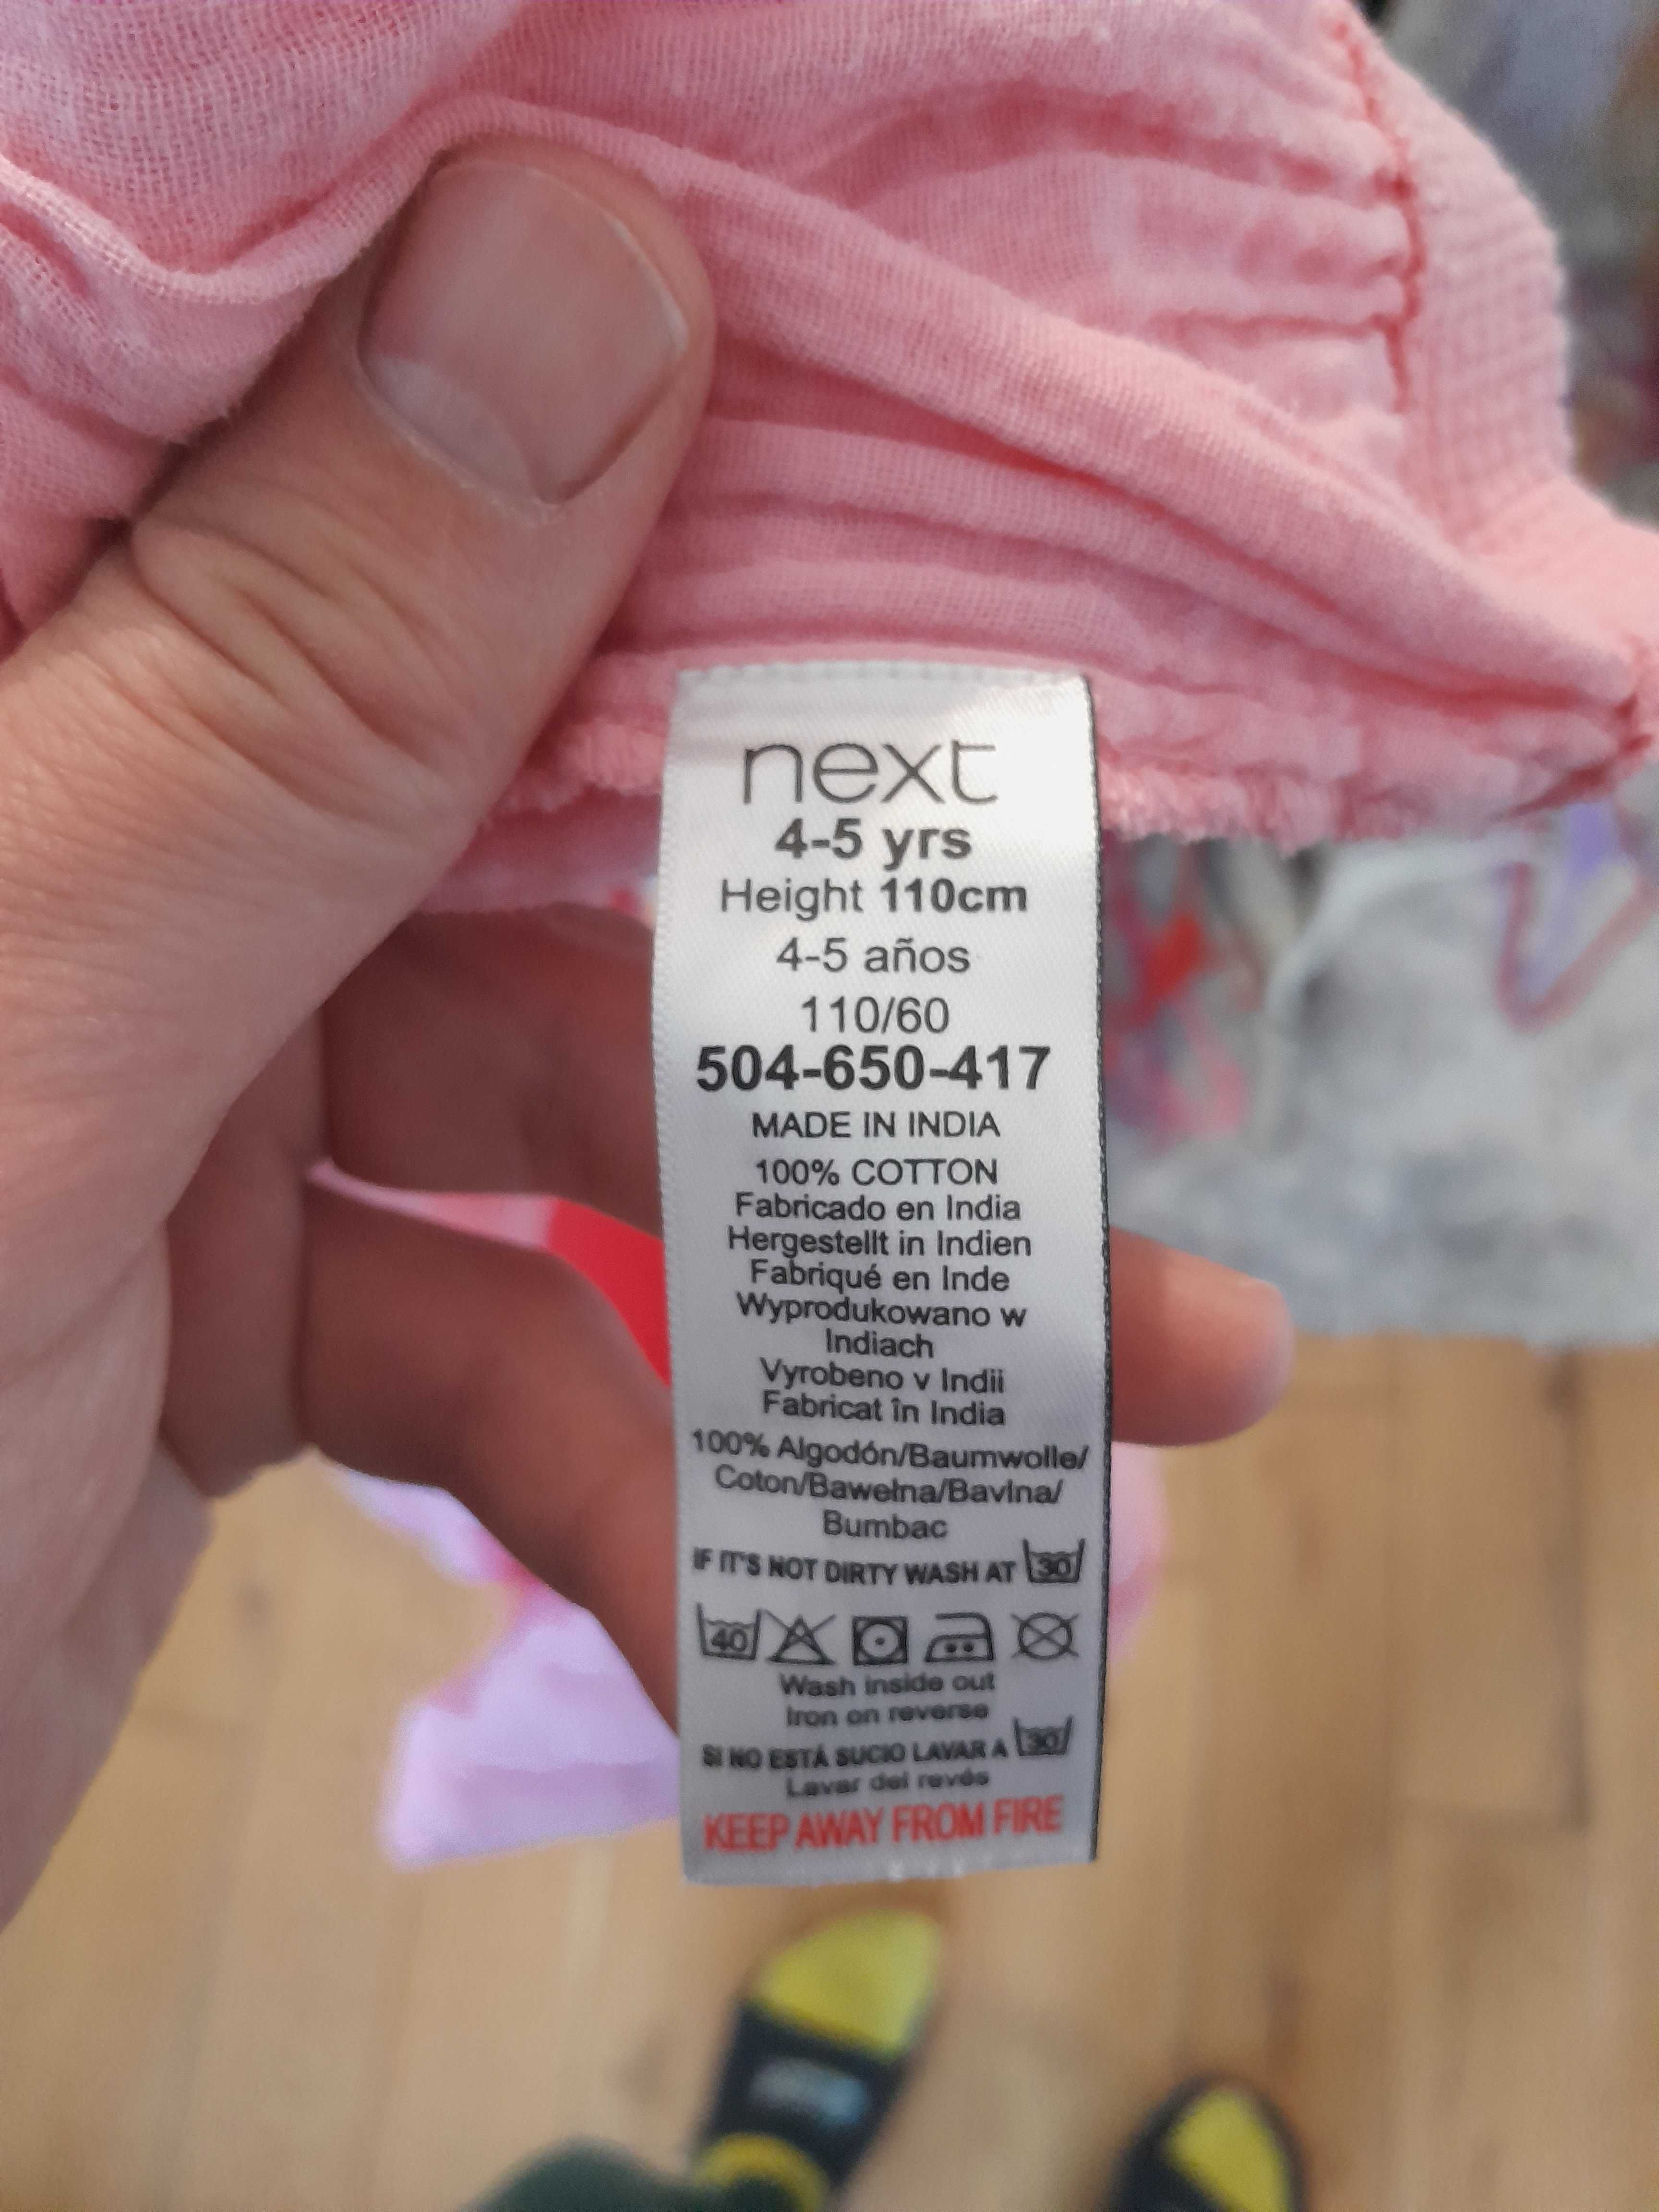 next
4-5 yrs
Height 110cm
4-5 años
110/60
504-650-417
MADE IN INDIA
100% COTTON
Fabricado en India
Hergestellt in Indien
Fabriqué en Inde
Wyprodukowano w
Indiach
Vyrobeno v Indii
Fabricat în India
100% Algodón/Baumwolle/
Coton/Bawełna/Bavlna/
Bumbac
IF IT'S NOT DIRTY WASH AT 30
40
Wash inside out
Iron on reverse
SI NO ESTÁ SUCIO LAVAR A 30
Lavar del revés
KEEP AWAY FROM FIRE